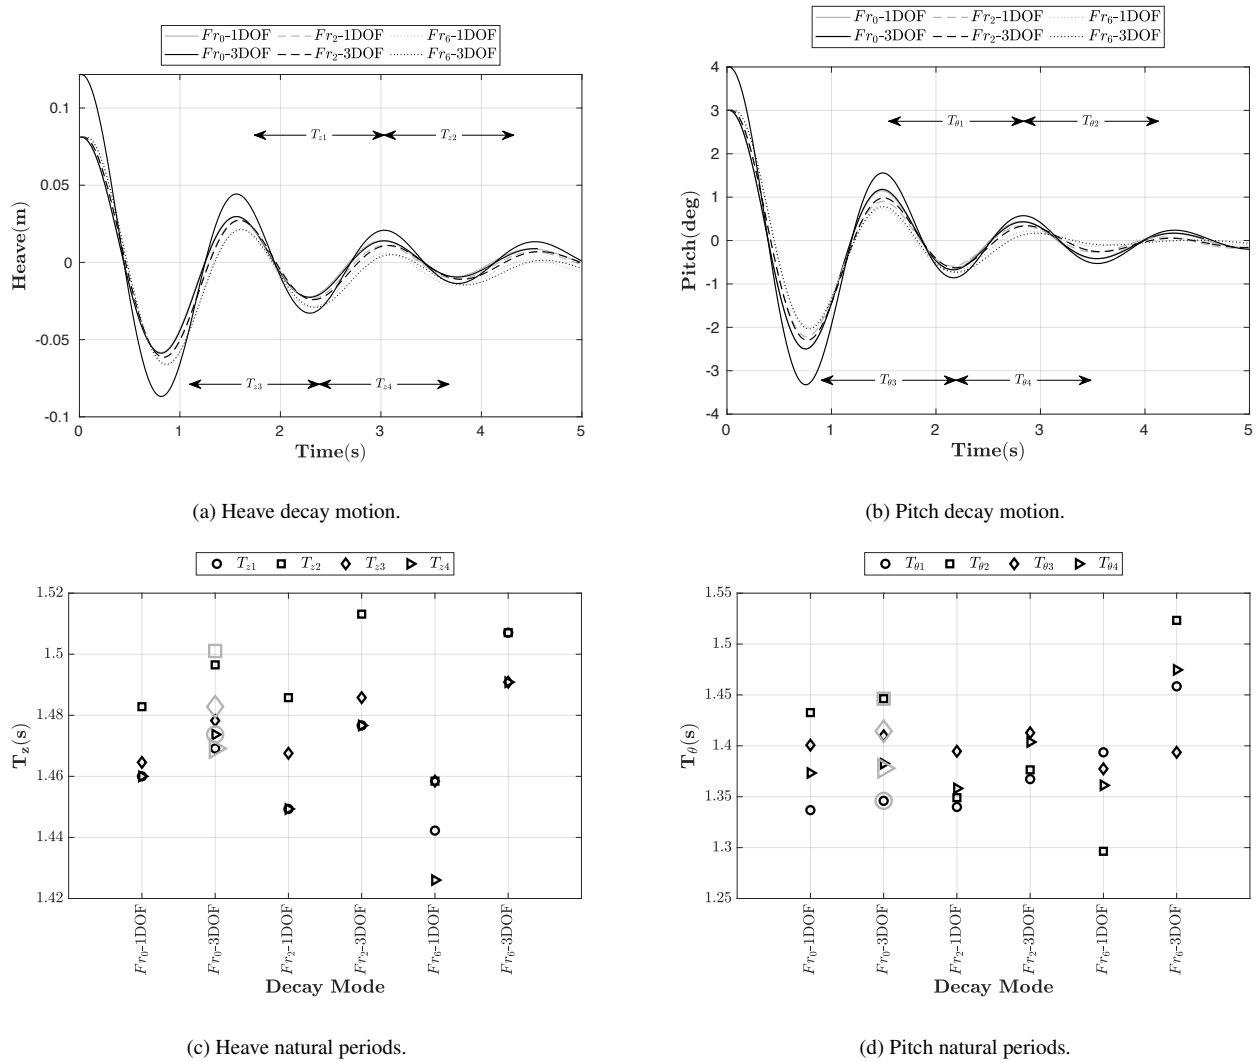 Fr0-1DOF Fr2-1DOF Fr6-1DOF
Fr0-3DOF Fr2-3DOF Fr6-3DOF
0.1
0.05
0
-0.05
-0.1
Heave(m)
Tz1 Tz2
Tz3 Tz4
0 1 2 3 4 5
Time(s)
(a) Heave decay motion.
Fr0-1DOF Fr2-1DOF Fr6-1DOF
Fr0-3DOF Fr2-3DOF Fr6-3DOF
4
3
2
1
0
-1
-2
-3
-4
Pitch(deg)
Tθ1 Tθ2
Tθ3 Tθ4
0 1 2 3 4 5
Time(s)
(b) Pitch decay motion.
Tz1 Tz2 Tz3 Tz4
1.52
1.5
1.48
1.46
1.44
1.42
Tz(s)
Fr0-1DOF Fr0-3DOF Fr2-1DOF Fr2-3DOF Fr6-1DOF Fr6-3DOF
Decay Mode
(c) Heave natural periods.
Tθ1 Tθ2 Tθ3 Tθ4
1.55
1.5
1.45
1.4
1.35
1.3
1.25
Tθ(s)
Fr0-1DOF Fr0-3DOF Fr2-1DOF Fr2-3DOF Fr6-1DOF Fr6-3DOF
Decay Mode
(d) Pitch natural periods.